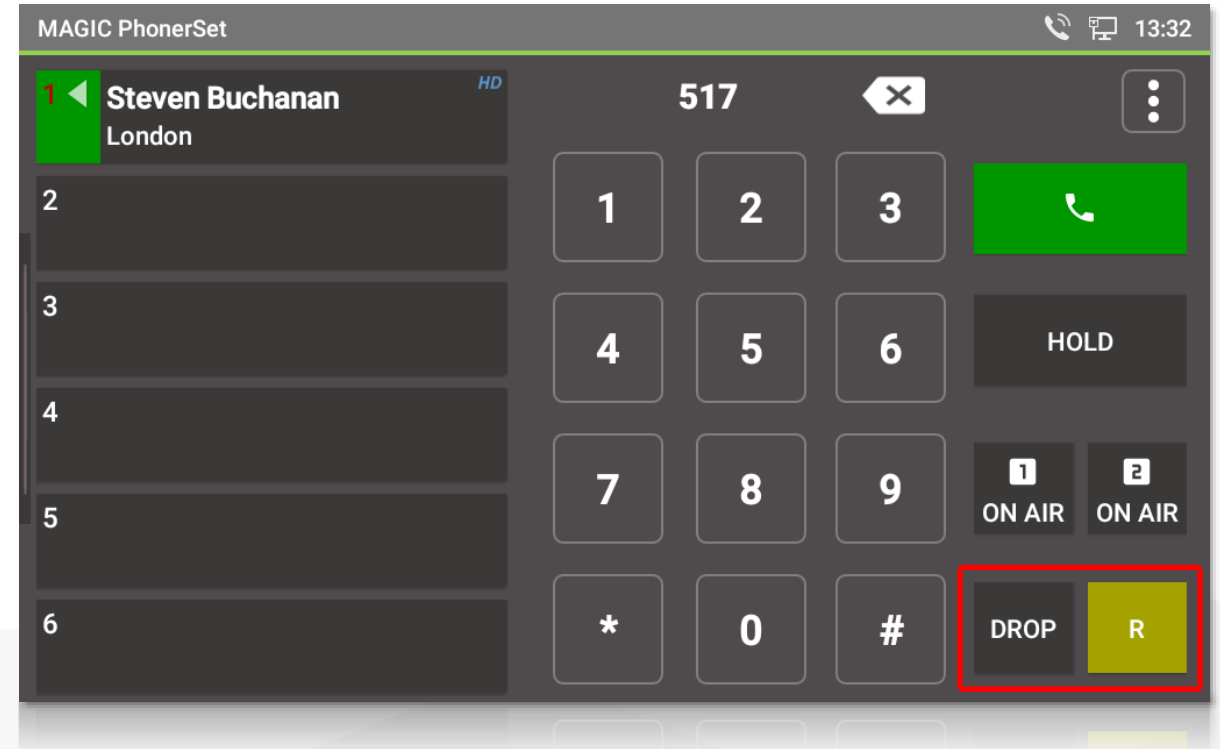 MAGIC PhonerSet
13:32
1 Steven Buchanan HD
London
2
3
4
5
6
517
1 2 3
4 5 6
HOLD
7 8 9
1 2
ON AIR ON AIR
* 0 #
DROP R